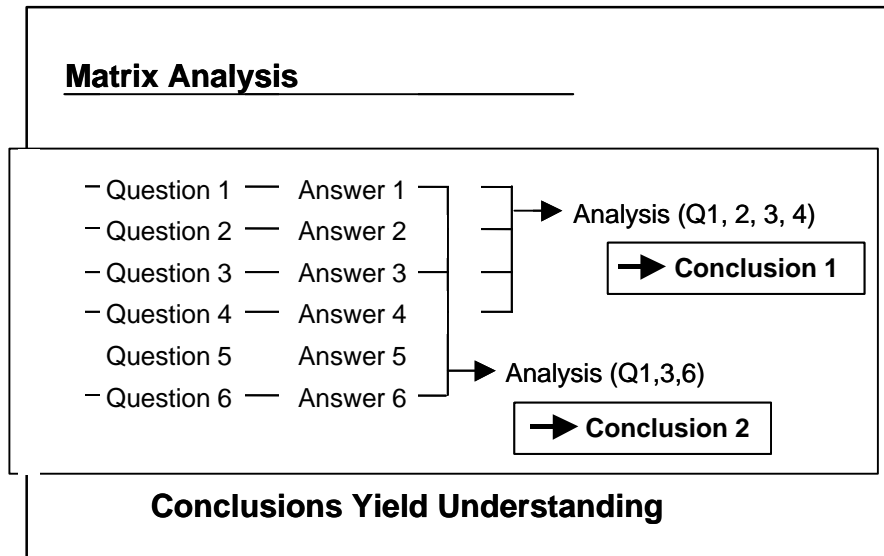 Matrix Analysis
Question 1 Answer 1
Question 2 Answer 2
Question 3 Answer 3
Question 4 Answer 4
Question 5 Answer 5
Question 6 Answer 6
Analysis (Q1, 2, 3, 4)
Conclusion 1
Analysis (Q1,3,6)
Conclusion 2
Conclusions Yield Understanding